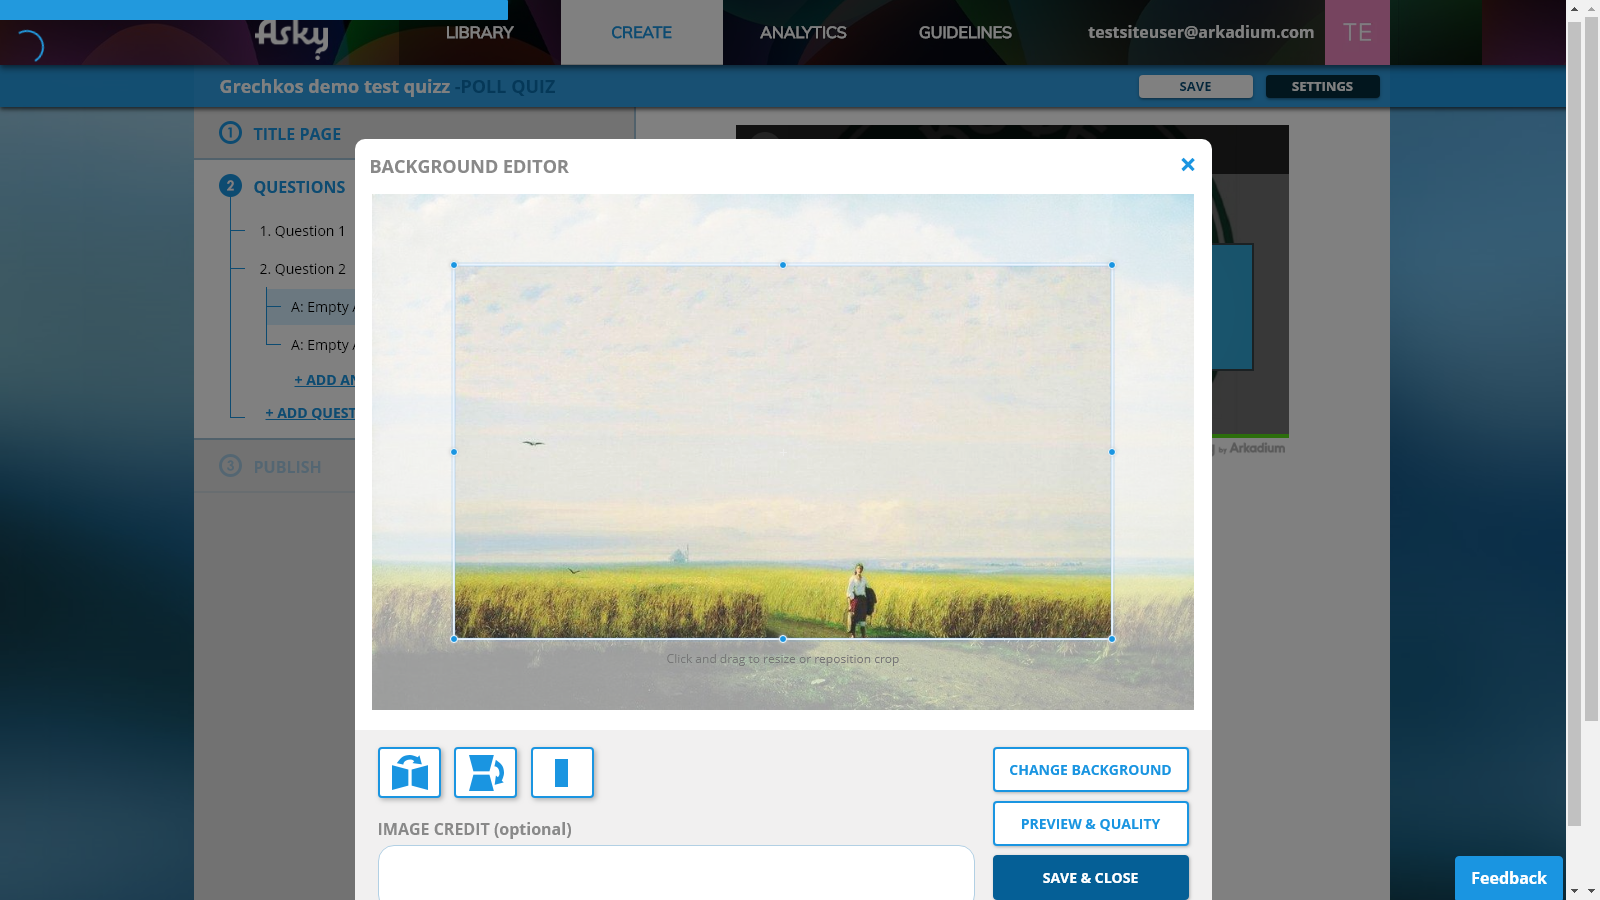 Asky
LIBRARY
CREATE
ANALYTICS
GUIDELINES
testsiteuser@arkadium.com
TE
Grechkos demo test quizz -POLL QUIZ
SAVE
SETTINGS
1 TITLE PAGE
2 QUESTIONS
1. Question 1
2. Question 2
A: Empty
A: Empty
+ ADD AN
+ ADD QUEST
3 PUBLISH
BACKGROUND EDITOR
Click and drag to resize or reposition crop
by Arkadium
CHANGE BACKGROUND
PREVIEW & QUALITY
SAVE & CLOSE
IMAGE CREDIT (optional)
Feedback